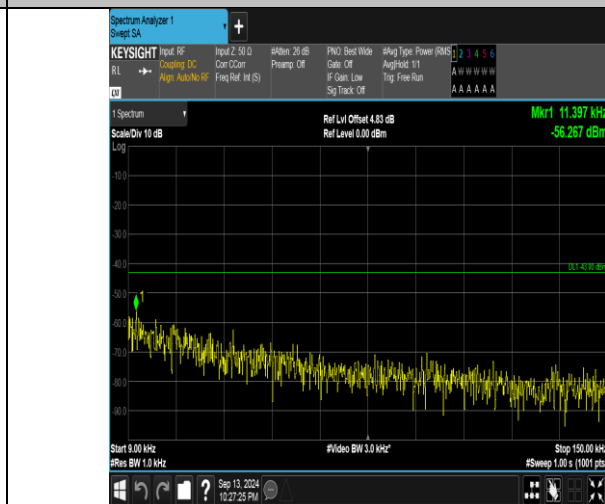 Spectrum Analyzer 1
Swept SA
+
KEYSIGHT Input: RF Input Z: 50 Ω #Atten: 26 dB PNO: Best Wide #Avg Type: Power (RMS 1 2 3 4 5 6
RL Coupling: DC Corr CCorr Preamp: Off Gate: Off Avg|Hold: 1/1 A W W W W W
Align: Auto/No RF Freq Ref: Int (S) IF Gain: Low Trig: Free Run
Sig Track: Off A A A A A A
1 Spectrum
Ref Lvl Offset 4.83 dB Mkr1 11.397 kHz
Scale/Div 10 dB Ref Level 0.00 dBm -56.267 dBm
Log
-10.0
-20.0
-30.0
-40.0
DL1 -43.00 dBm
1
-50.0
-60.0
-70.0
-80.0
-90.0
Start 9.00 kHz #Video BW 3.0 kHz* Stop 150.00 kHz
#Res BW 1.0 kHz #Sweep 1.00 s (1001 pts
? Sep 13, 2024
10:27:25 PM